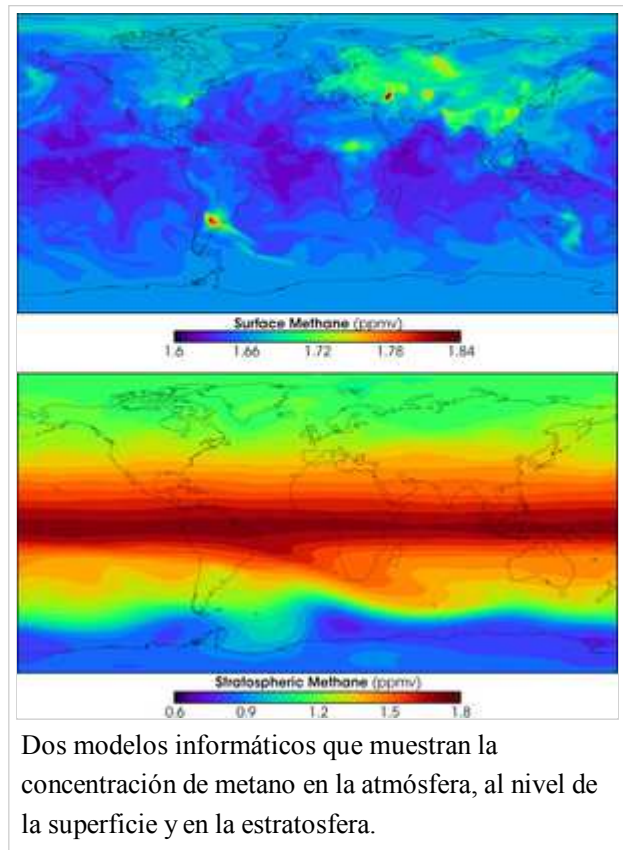 Surface Methane (ppmv)
1.6 1.66 1.72 1.78 1.84
Stratospheric Methane (ppmv)
0.6 0.9 1.2 1.5 1.8
Dos modelos informáticos que muestran la
concentración de metano en la atmósfera, al nivel de
la superficie y en la estratosfera.